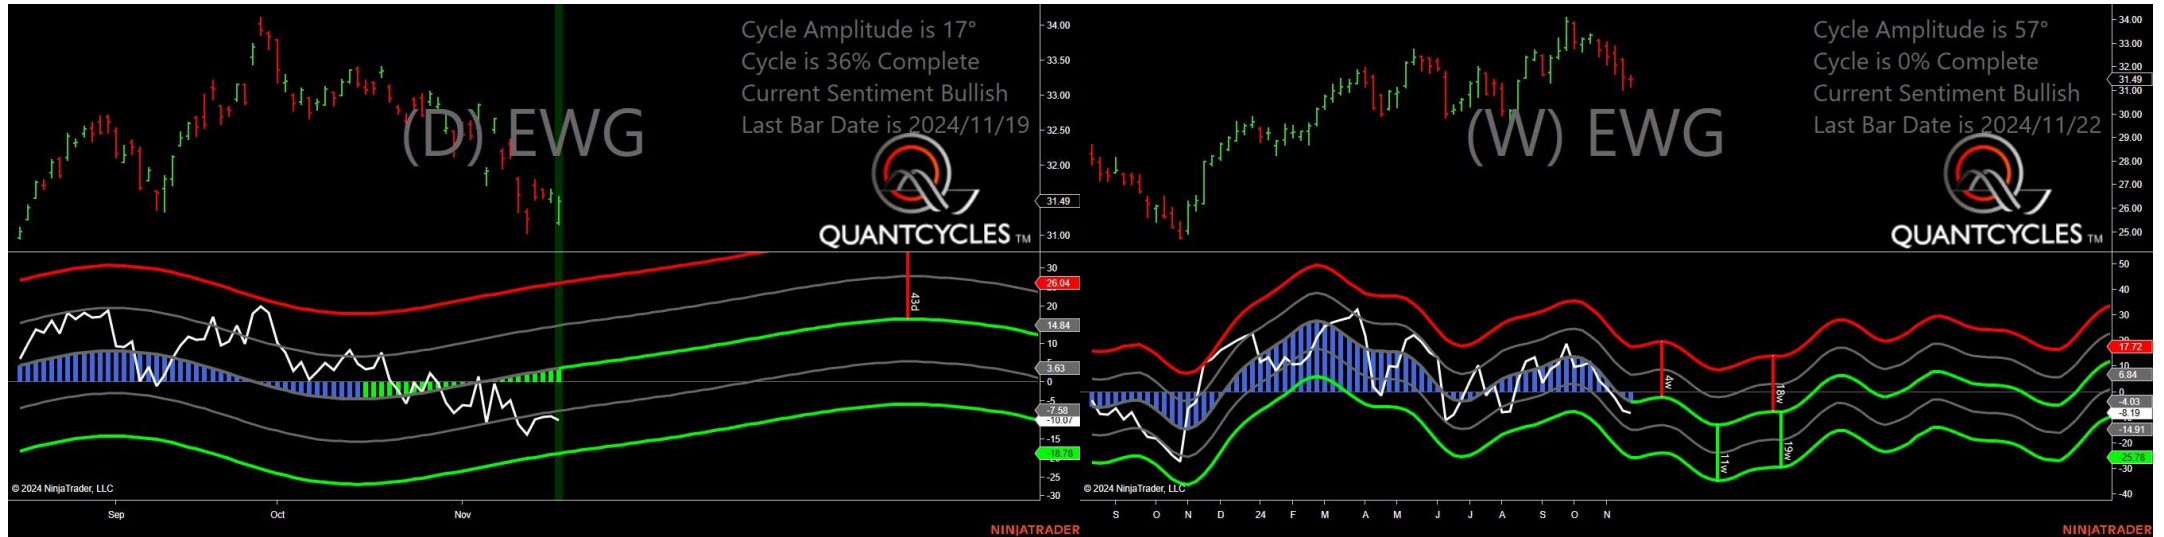 Cycle Amplitude is 17°
Cycle is 36% Complete
Current Sentiment Bullish
Last Bar Date is 2024/11/19
(D) EWG
QUANTCYCLES TM
34.00
33.50
33.00
32.50
32.00
31.49
31.00
30
26.04
20
14.84
10
5
3.63
0
-5
-7.58
-10.07
-15
-18.78
-25
-30
43d
© 2024 NinjaTrader, LLC
Sep Oct Nov
NINJATRADER
Cycle Amplitude is 57°
Cycle is 0% Complete
Current Sentiment Bullish
Last Bar Date is 2024/11/22
(W) EWG
QUANTCYCLES TM
34.00
33.00
32.00
31.49
31.00
30.00
29.00
28.00
27.00
26.00
25.00
50
40
30
17.72
10
6.84
0
-4.03
-8.19
-14.91
-20
-25.78
-30
-40
4w
18w
11w
19w
© 2024 NinjaTrader, LLC
S O N D 24 F M A M J J A S O N
NINJATRADER